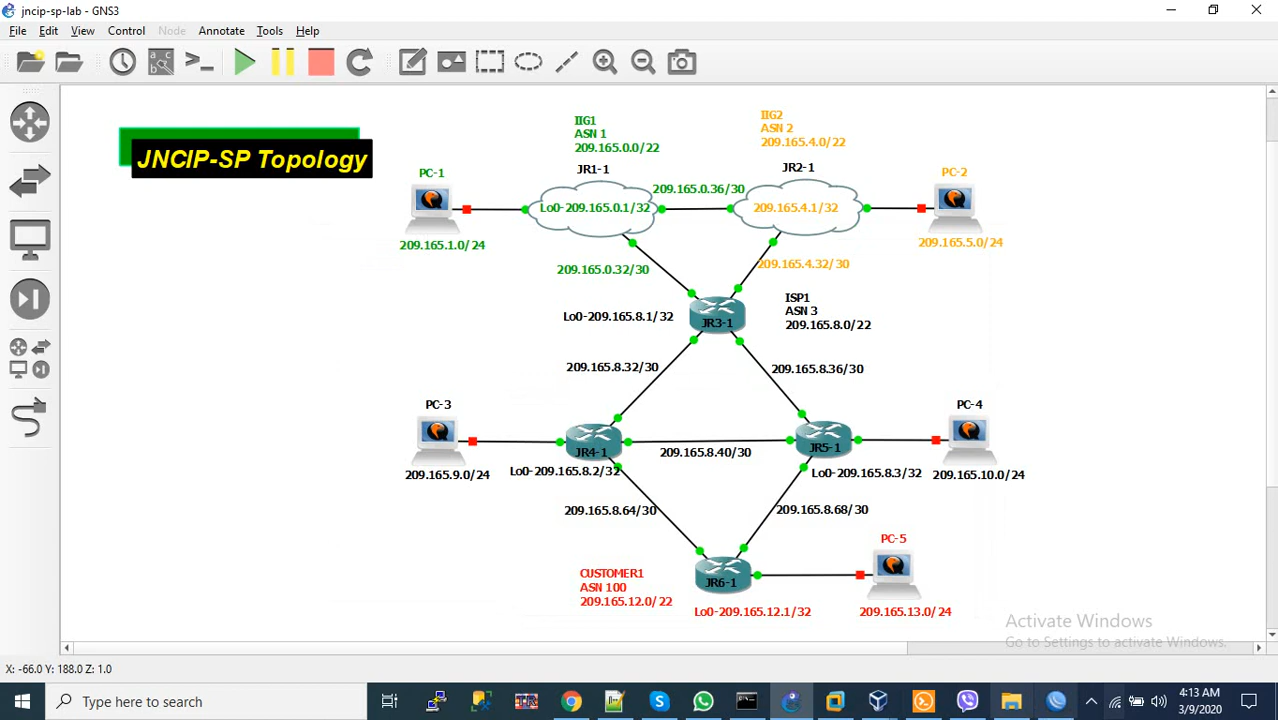 jncip-sp-lab - GNS3
File Edit View Control Node Annotate Tools Help
JNCIP-SP Topology
IIG1
ASN 1
209.165.0.0/22
IIG2
ASN 2
209.165.4.0/22
JR1-1
JR2-1
PC-1
PC-2
209.165.0.36/30
Lo0-209.165.0.1/32
209.165.4.1/32
209.165.1.0/24
209.165.5.0/24
209.165.0.32/30
209.165.4.32/30
ISP1
ASN 3
209.165.8.0/22
Lo0-209.165.8.1/32
JR3-1
209.165.8.32/30
209.165.8.36/30
PC-3
PC-4
JR4-1
JR5-1
209.165.8.40/30
209.165.9.0/24
Lo0-209.165.8.2/32
Lo0-209.165.8.3/32
209.165.10.0/24
209.165.8.64/30
209.165.8.68/30
PC-5
CUSTOMER1
ASN 100
209.165.12.0/22
JR6-1
Lo0-209.165.12.1/32
209.165.13.0/24
Activate Windows
Go to Settings to activate Windows.
X: -66.0 Y: 188.0 Z: 1.0
Type here to search
4:13 AM
3/9/2020